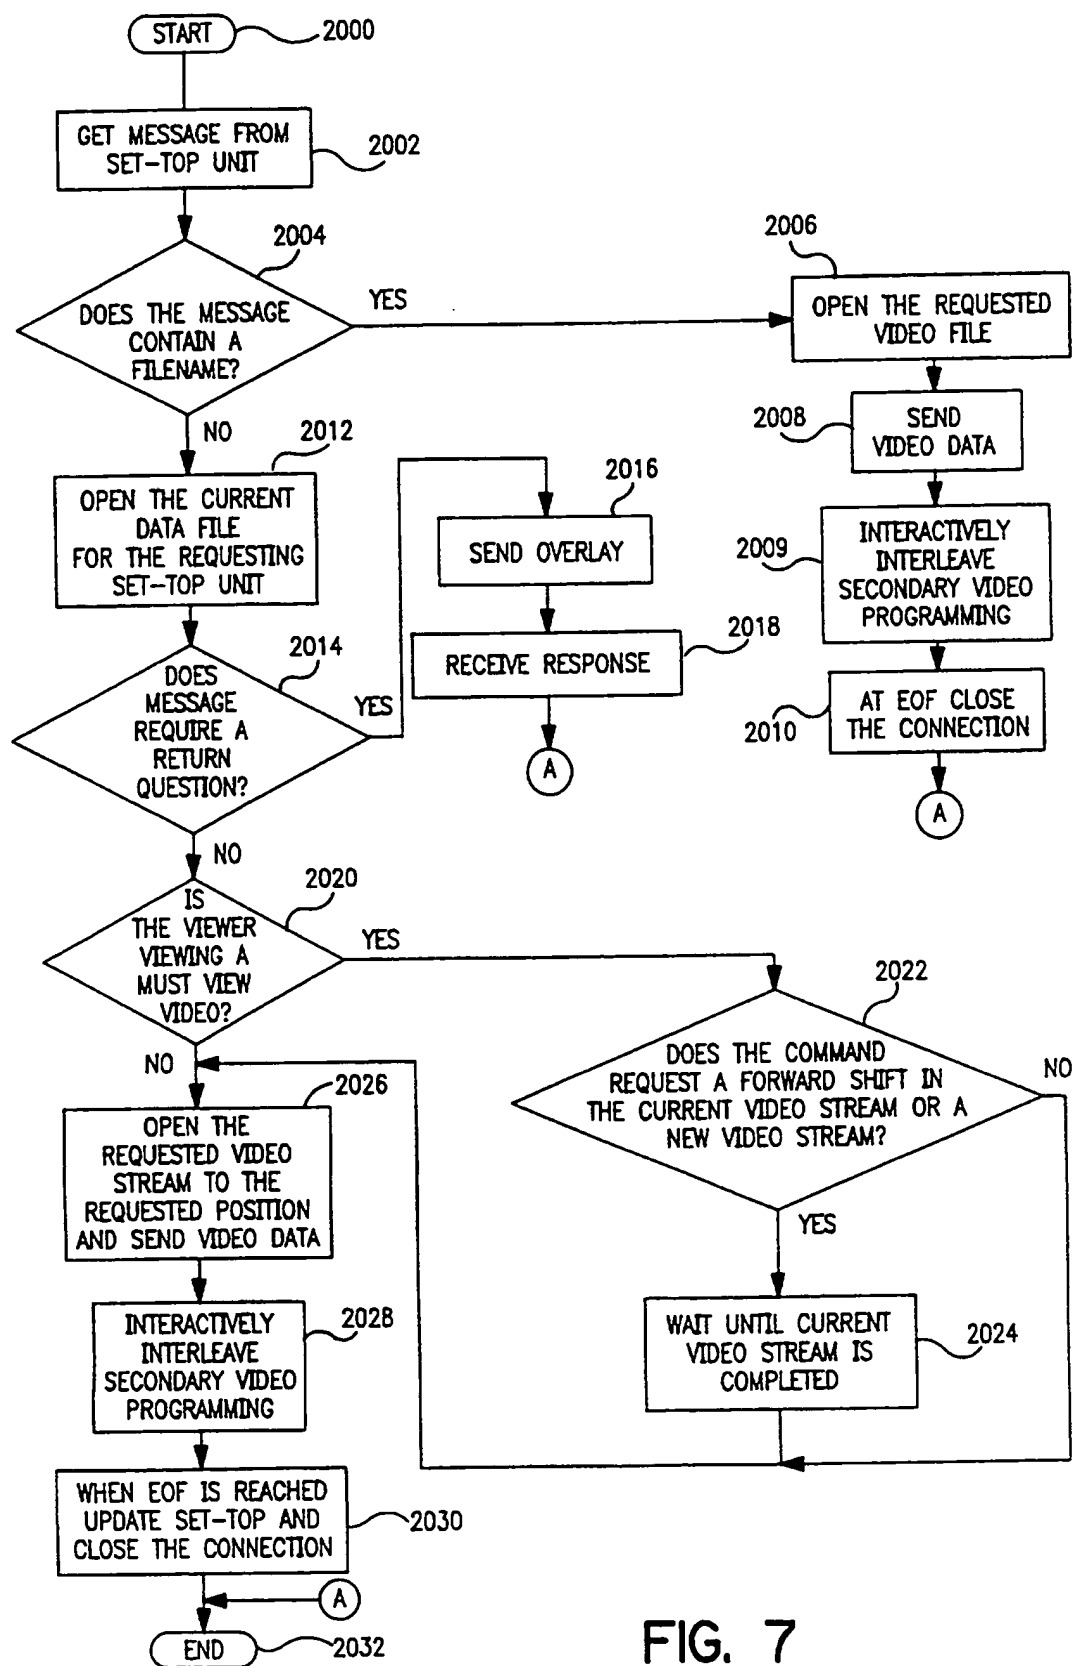 START
2000
GET MESSAGE FROM
SET-TOP UNIT
2002
2004
DOES THE MESSAGE
CONTAIN A
FILENAME?
YES
2006
OPEN THE REQUESTED
VIDEO FILE
NO
2008
SEND
VIDEO DATA
2012
OPEN THE CURRENT
DATA FILE
FOR THE REQUESTING
SET-TOP UNIT
2016
SEND OVERLAY
2009
INTERACTIVELY
INTERLEAVE
SECONDARY VIDEO
PROGRAMMING
2018
RECEIVE RESPONSE
2014
DOES
MESSAGE
REQUIRE A
RETURN
QUESTION?
YES
2010
AT EOF CLOSE
THE CONNECTION
A
A
NO
2020
IS
THE VIEWER
VIEWING A
MUST VIEW
VIDEO?
YES
2022
DOES THE COMMAND
REQUEST A FORWARD SHIFT IN
THE CURRENT VIDEO STREAM OR A
NEW VIDEO STREAM?
NO
NO
2026
OPEN THE
REQUESTED VIDEO
STREAM TO THE
REQUESTED POSITION
AND SEND VIDEO DATA
YES
2028
INTERACTIVELY
INTERLEAVE
SECONDARY VIDEO
PROGRAMMING
WAIT UNTIL CURRENT
VIDEO STREAM IS
COMPLETED
2024
WHEN EOF IS REACHED
UPDATE SET-TOP AND
CLOSE THE CONNECTION
2030
A
END
2032
FIG. 7